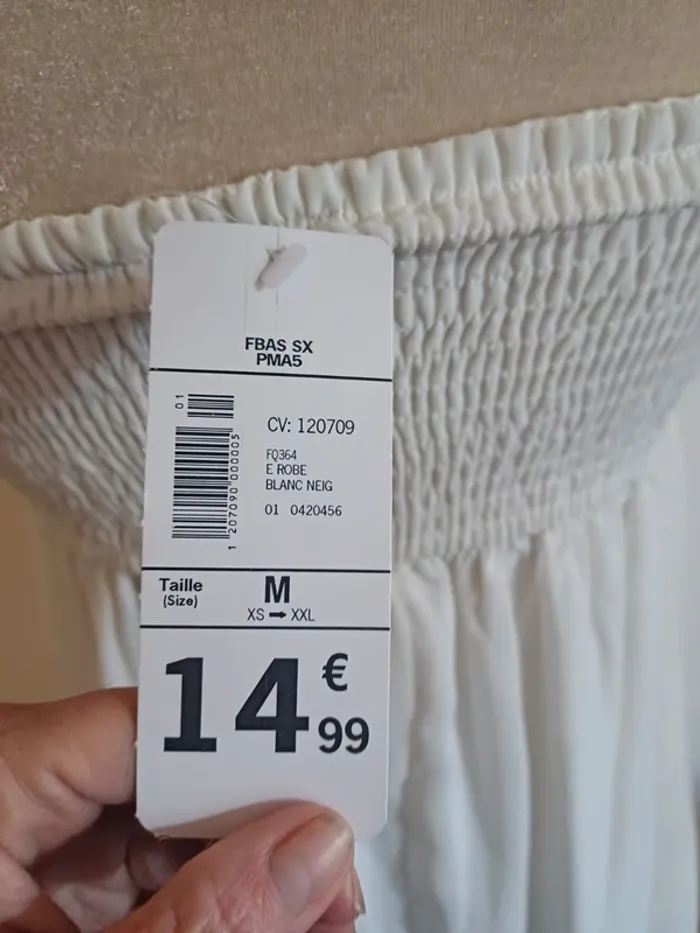 FBAS SX
PMA5
01
CV: 120709
1 207090 000005
FQ364
E ROBE
BLANC NEIG
01 0420456
Taille
(Size)
M
XS → XXL
14 € 99